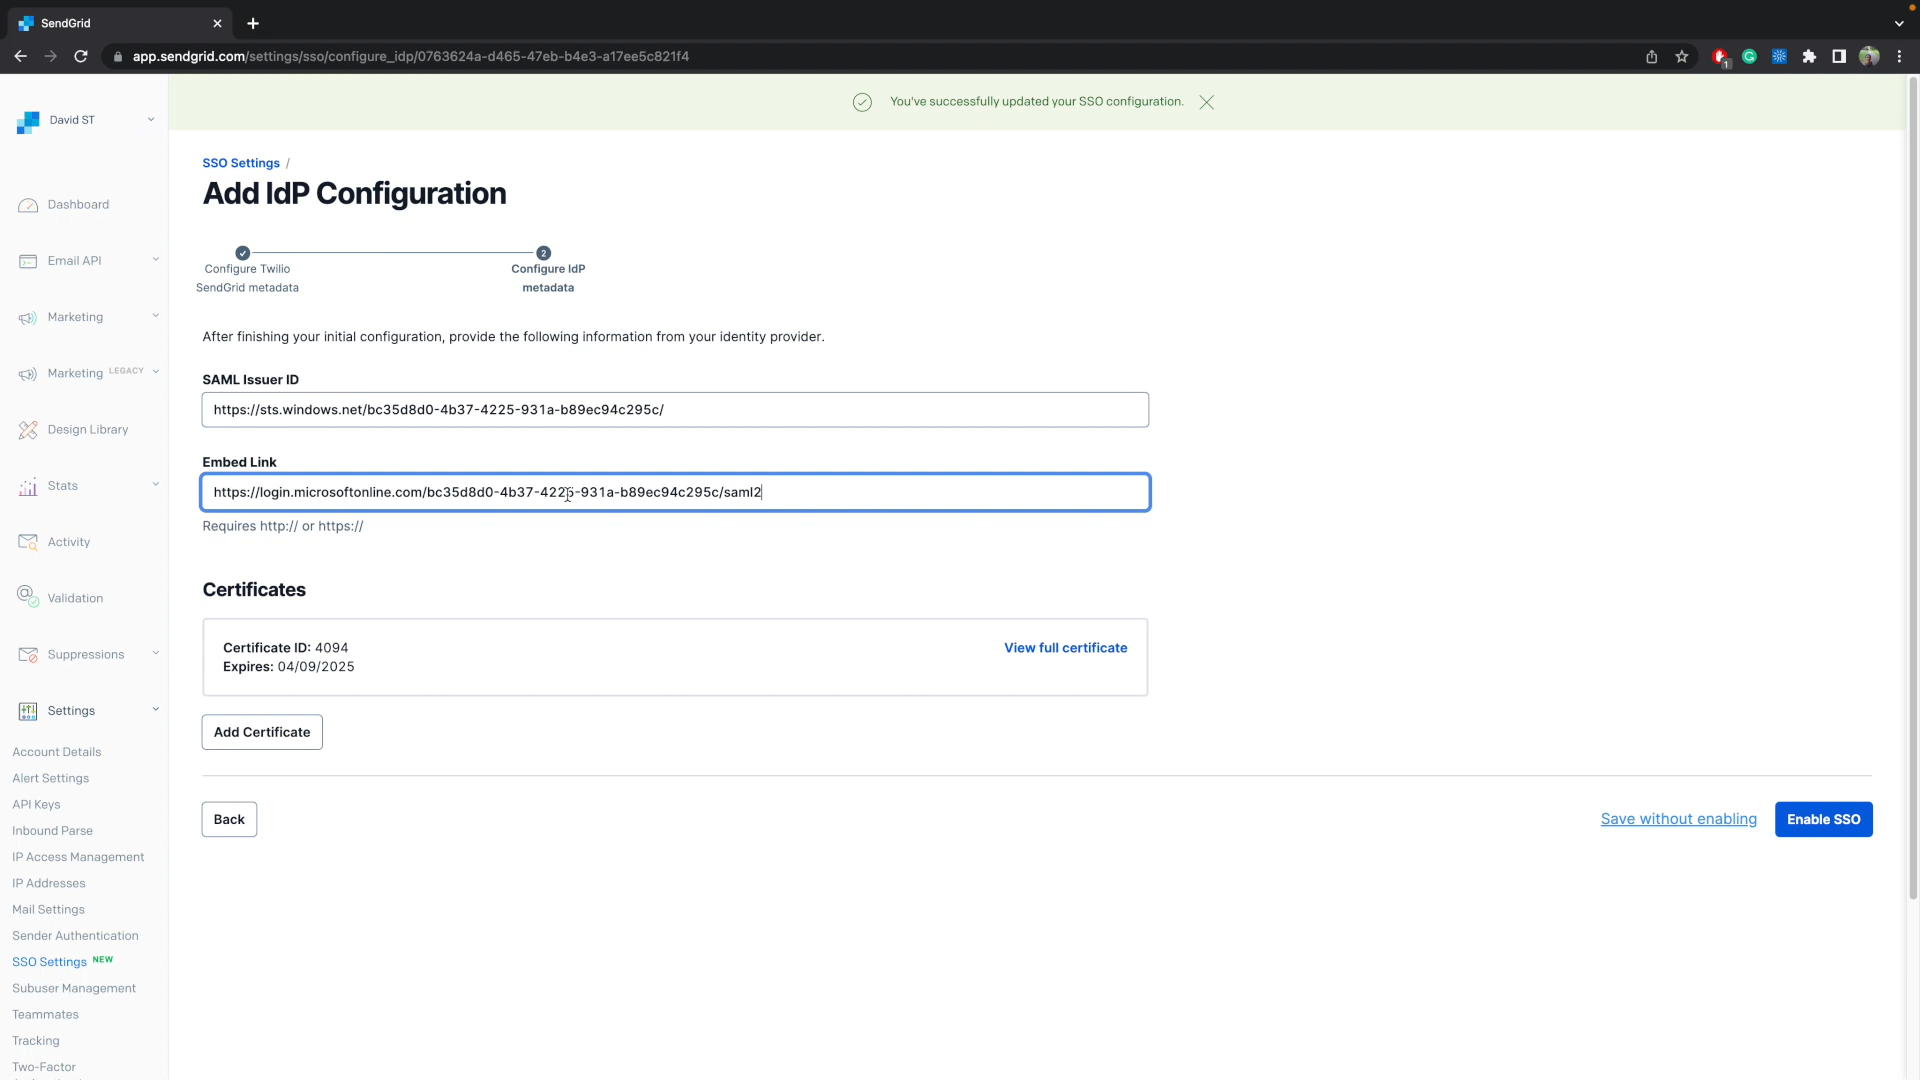 SendGrid
app.sendgrid.com/settings/sso/configure_idp/0763624a-d465-47eb-b4e3-a17ee5c821f4
1
David ST
You've successfully updated your SSO configuration.
SSO Settings /
Add IdP Configuration
2
Configure Twilio
SendGrid metadata
Configure IdP
metadata
After finishing your initial configuration, provide the following information from your identity provider.
SAML Issuer ID
https://sts.windows.net/bc35d8d0-4b37-4225-931a-b89ec94c295c/
Embed Link
https://login.microsoftonline.com/bc35d8d0-4b37-4225-931a-b89ec94c295c/saml2
Requires http:// or https://
Certificates
Certificate ID: 4094
Expires: 04/09/2025
View full certificate
Add Certificate
Back
Save without enabling
Enable SSO
Dashboard
Email API
Marketing
Marketing LEGACY
Design Library
Stats
Activity
Validation
Suppressions
Settings
Account Details
Alert Settings
API Keys
Inbound Parse
IP Access Management
IP Addresses
Mail Settings
Sender Authentication
SSO Settings NEW
Subuser Management
Teammates
Tracking
Two-Factor